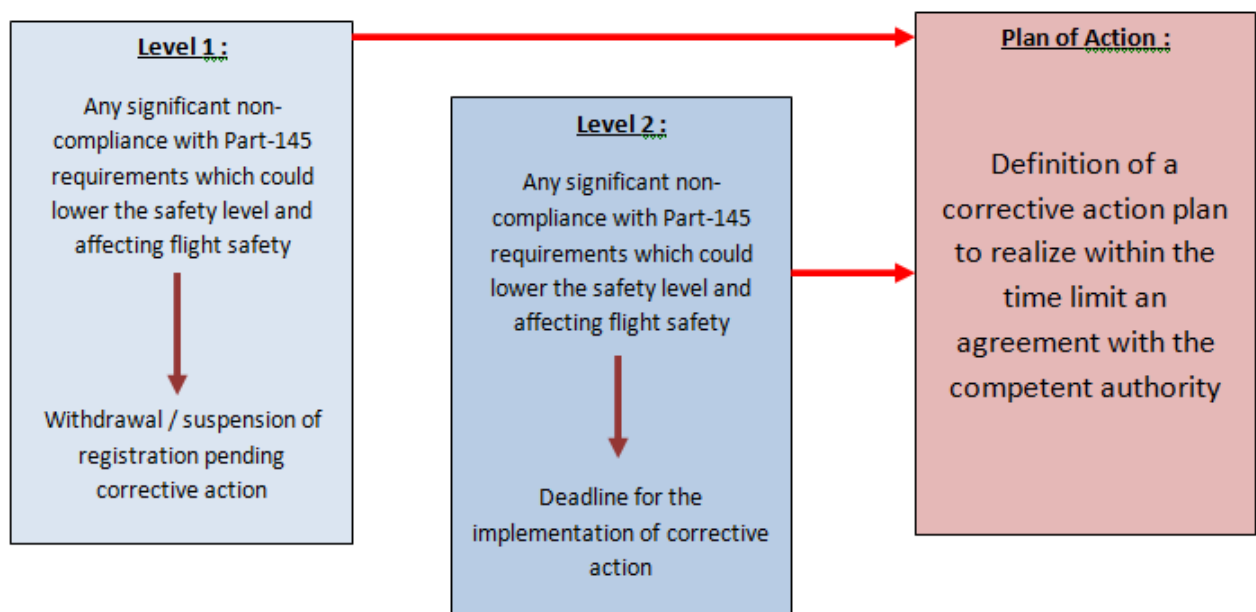 Level 1 :
Any significant non-
compliance with Part-145
requirements which could
lower the safety level and
affecting flight safety
Withdrawal / suspension of
registration pending
corrective action
Level 2 :
Any significant non-
compliance with Part-145
requirements which could
lower the safety level and
affecting flight safety
Deadline for the
implementation of corrective
action
Plan of Action :
Definition of a
corrective action plan
to realize within the
time limit an
agreement with the
competent authority